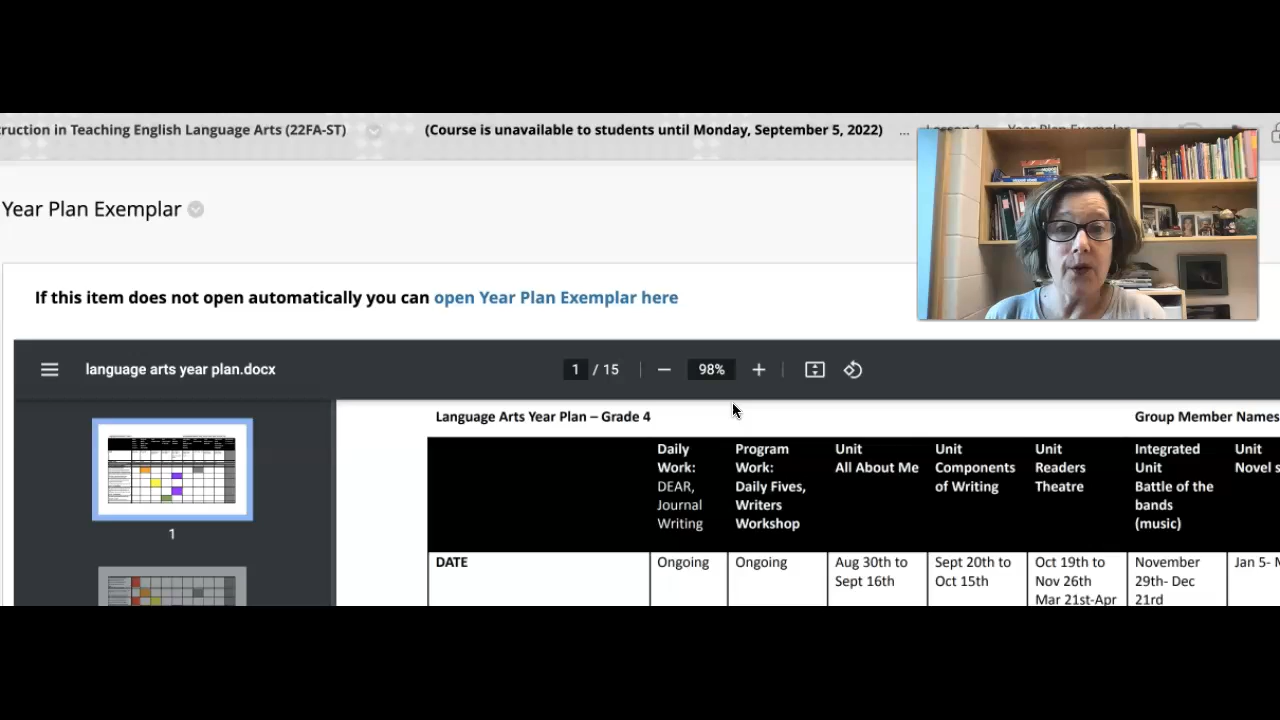 truction in Teaching English Language Arts (22FA-ST)
(Course is unavailable to students until Monday, September 5, 2022)
...
Year Plan Exemplar
If this item does not open automatically you can open Year Plan Exemplar here
language arts year plan.docx
1 / 15
98%
1
Language Arts Year Plan – Grade 4
Group Member Names
Daily
Work:
DEAR,
Journal
Writing
Program
Work:
Daily Fives,
Writers
Workshop
Unit
All About Me
Unit
Components
of Writing
Unit
Readers
Theatre
Integrated
Unit
Battle of the
bands
(music)
Unit
Novel s
DATE
Ongoing
Ongoing
Aug 30th to
Sept 16th
Sept 20th to
Oct 15th
Oct 19th to
Nov 26th
Mar 21st-Apr
November
29th- Dec
21rd
Jan 5- M